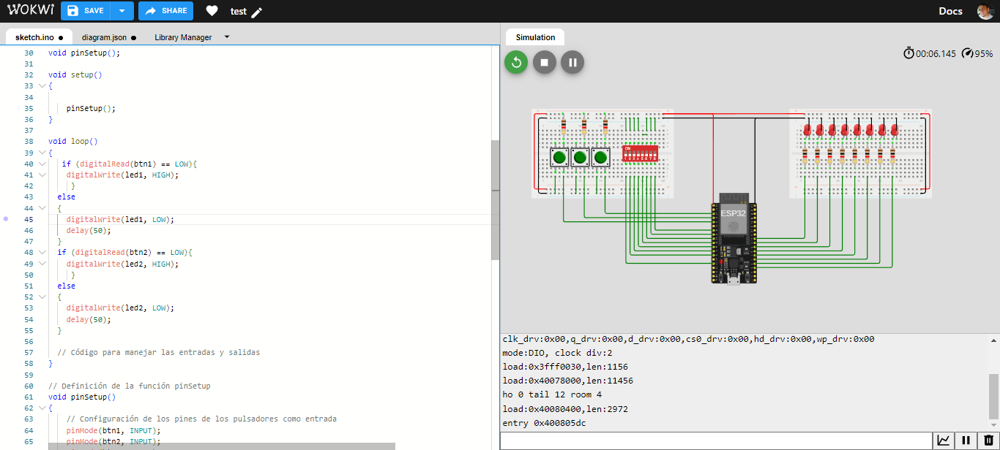 WOKWI SAVE SHARE test Docs
sketch.ino diagram.json Library Manager Simulation
00:06.145 95%
30 void pinSetup();
31
32 void setup()
33 {
34
35 pinSetup();
36 }
37
38 void loop()
39 {
40 if (digitalRead(btn1) == LOW){
41 digitalWrite(led1, HIGH);
42 }
43 else
44 {
45 digitalWrite(led1, LOW);
46 delay(50);
47 }
48 if (digitalRead(btn2) == LOW){
49 digitalWrite(led2, HIGH);
50 }
51 else
52 {
53 digitalWrite(led2, LOW);
54 delay(50);
55 }
56
57 // Código para manejar las entradas y salidas
58 }
59
60 // Definición de la función pinSetup
61 void pinSetup()
62 {
63 // Configuración de los pines de los pulsadores como entrada
64 pinMode(btn1, INPUT);
65 pinMode(btn2, INPUT);
ON
1 2 3 4 5 6 7 8
ESP32
clk_drv:0x00,q_drv:0x00,d_drv:0x00,cs0_drv:0x00,hd_drv:0x00,wp_drv:0x00
mode:DIO, clock div:2
load:0x3fff0030,len:1156
load:0x40078000,len:11456
ho 0 tail 12 room 4
load:0x40080400,len:2972
entry 0x400805dc